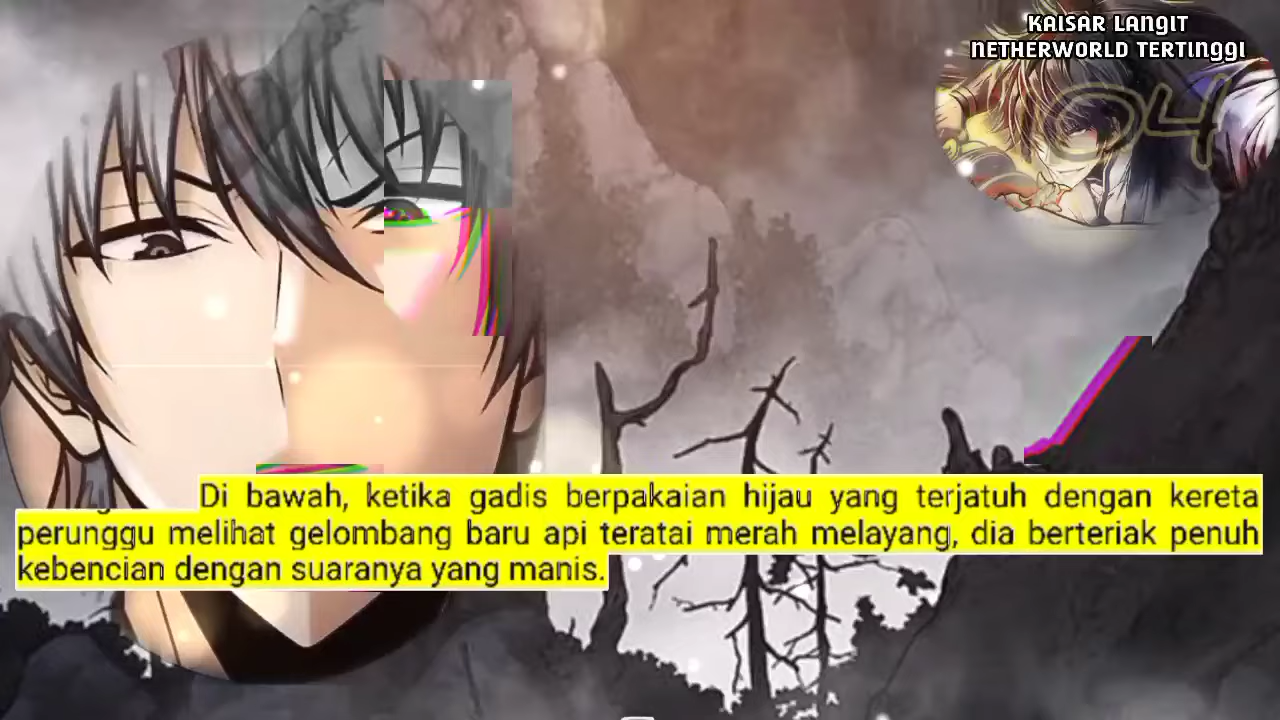 KAISAR LANGIT
NETHERWORLD TERTINGGI
04
Di bawah, ketika gadis berpakaian hijau yang terjatuh dengan kereta
perunggu melihat gelombang baru api teratai merah melayang, dia berteriak penuh
kebencian dengan suaranya yang manis.